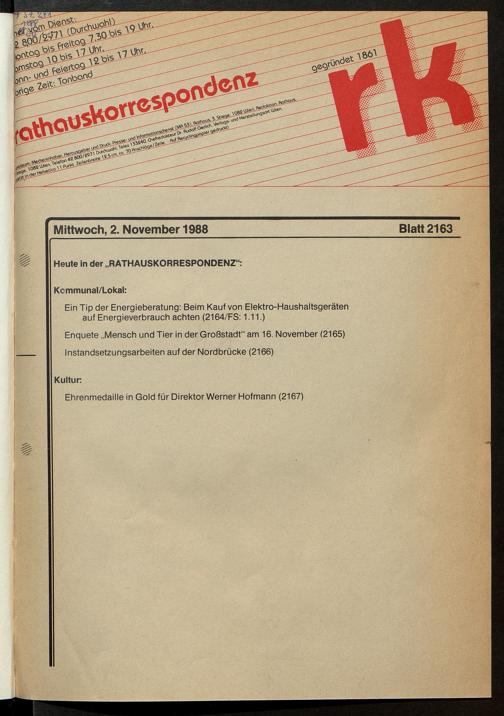 vom Dienst:
2 800/2971 (Durchwahl)
ontag bis Freitag 7.30 bis 19 Uhr,
mstag 10 bis 17 Uhr,
onn- und Feiertag 12 bis 17 Uhr,
brige Zeit: Tonband
rathauskorrespondenz
gegründet 1861
rk
Mittwoch, 2. November 1988 Blatt 2163
Heute in der „RATHAUSKORRESPONDENZ":
Kommunal/Lokal:
Ein Tip der Energieberatung: Beim Kauf von Elektro-Haushaltsgeräten
auf Energieverbrauch achten (2164/FS: 1.11.)
Enquete „Mensch und Tier in der Großstadt" am 16. November (2165)
Instandsetzungsarbeiten auf der Nordbrücke (2166)
Kultur:
Ehrenmedaille in Gold für Direktor Werner Hofmann (2167)